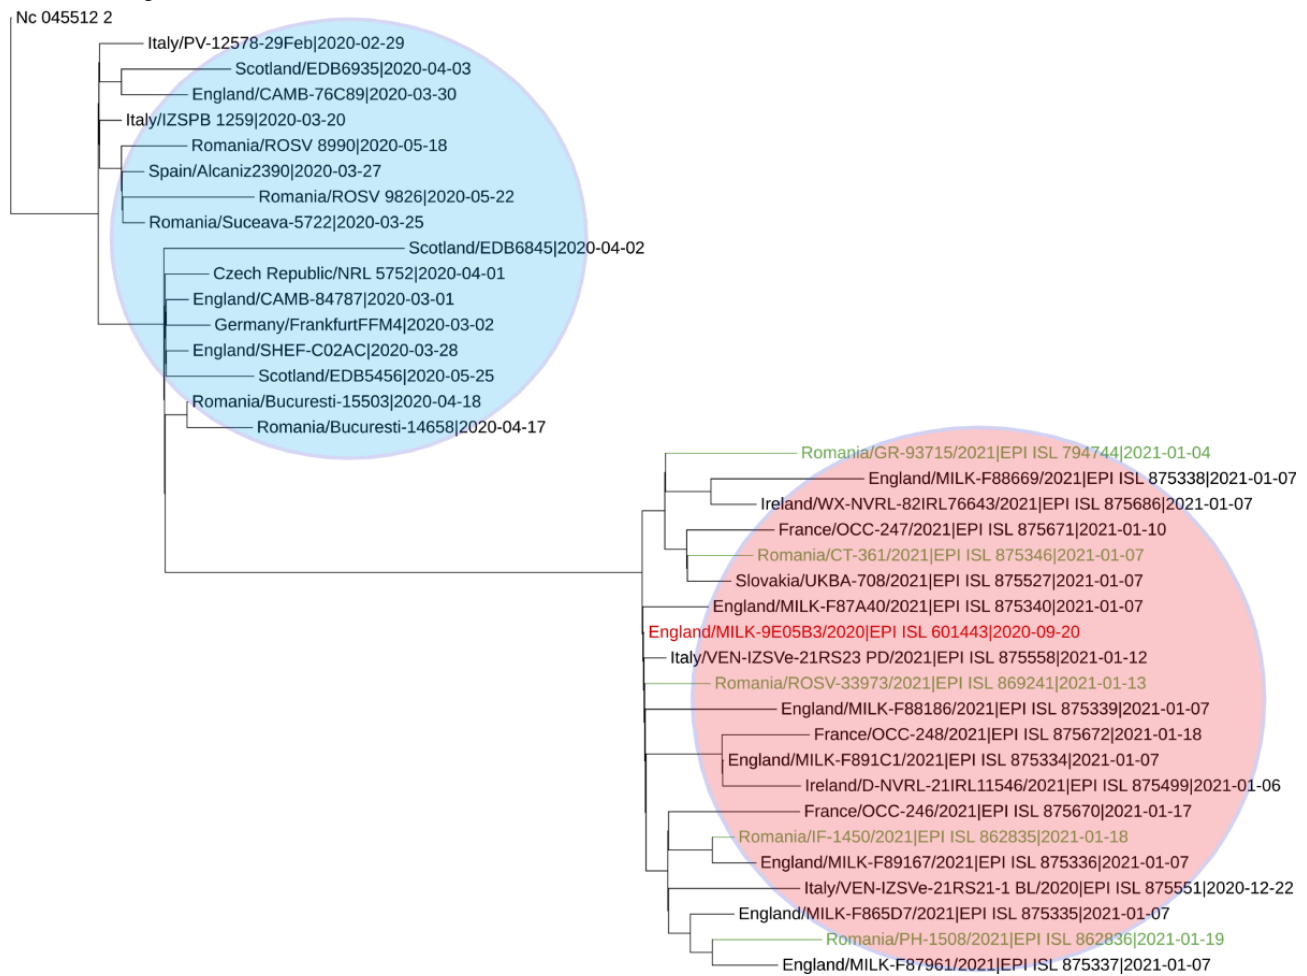 Nc 045512 2
Italy/PV-12578-29Feb|2020-02-29
Scotland/EDB6935|2020-04-03
England/CAMB-76C89|2020-03-30
Italy/IZSPB 1259|2020-03-20
Romania/ROSV 8990|2020-05-18
Spain/Alcaniz2390|2020-03-27
Romania/ROSV 9826|2020-05-22
Romania/Suceava-5722|2020-03-25
Scotland/EDB6845|2020-04-02
Czech Republic/NRL 5752|2020-04-01
England/CAMB-84787|2020-03-01
Germany/FrankfurtFFM4|2020-03-02
England/SHEF-C02AC|2020-03-28
Scotland/EDB5456|2020-05-25
Romania/Bucuresti-15503|2020-04-18
Romania/Bucuresti-14658|2020-04-17
Romania/GR-93715/2021|EPI ISL 794744|2021-01-04
England/MILK-F88669/2021|EPI ISL 875338|2021-01-07
Ireland/WX-NVRL-82IRL76643/2021|EPI ISL 875686|2021-01-07
France/OCC-247/2021|EPI ISL 875671|2021-01-10
Romania/CT-361/2021|EPI ISL 875346|2021-01-07
Slovakia/UKBA-708/2021|EPI ISL 875527|2021-01-07
England/MILK-F87A40/2021|EPI ISL 875340|2021-01-07
England/MILK-9E05B3/2020|EPI ISL 601443|2020-09-20
Italy/VEN-IZSVe-21RS23 PD/2021|EPI ISL 875558|2021-01-12
Romania/ROSV-33973/2021|EPI ISL 869241|2021-01-13
England/MILK-F88186/2021|EPI ISL 875339|2021-01-07
France/OCC-248/2021|EPI ISL 875672|2021-01-18
England/MILK-F891C1/2021|EPI ISL 875334|2021-01-07
Ireland/D-NVRL-21IRL11546/2021|EPI ISL 875499|2021-01-06
France/OCC-246/2021|EPI ISL 875670|2021-01-17
Romania/IF-1450/2021|EPI ISL 862835|2021-01-18
England/MILK-F89167/2021|EPI ISL 875336|2021-01-07
Italy/VEN-IZSVe-21RS21-1 BL/2020|EPI ISL 875551|2020-12-22
England/MILK-F865D7/2021|EPI ISL 875335|2021-01-07
Romania/PH-1508/2021|EPI ISL 862836|2021-01-19
England/MILK-F87961/2021|EPI ISL 875337|2021-01-07